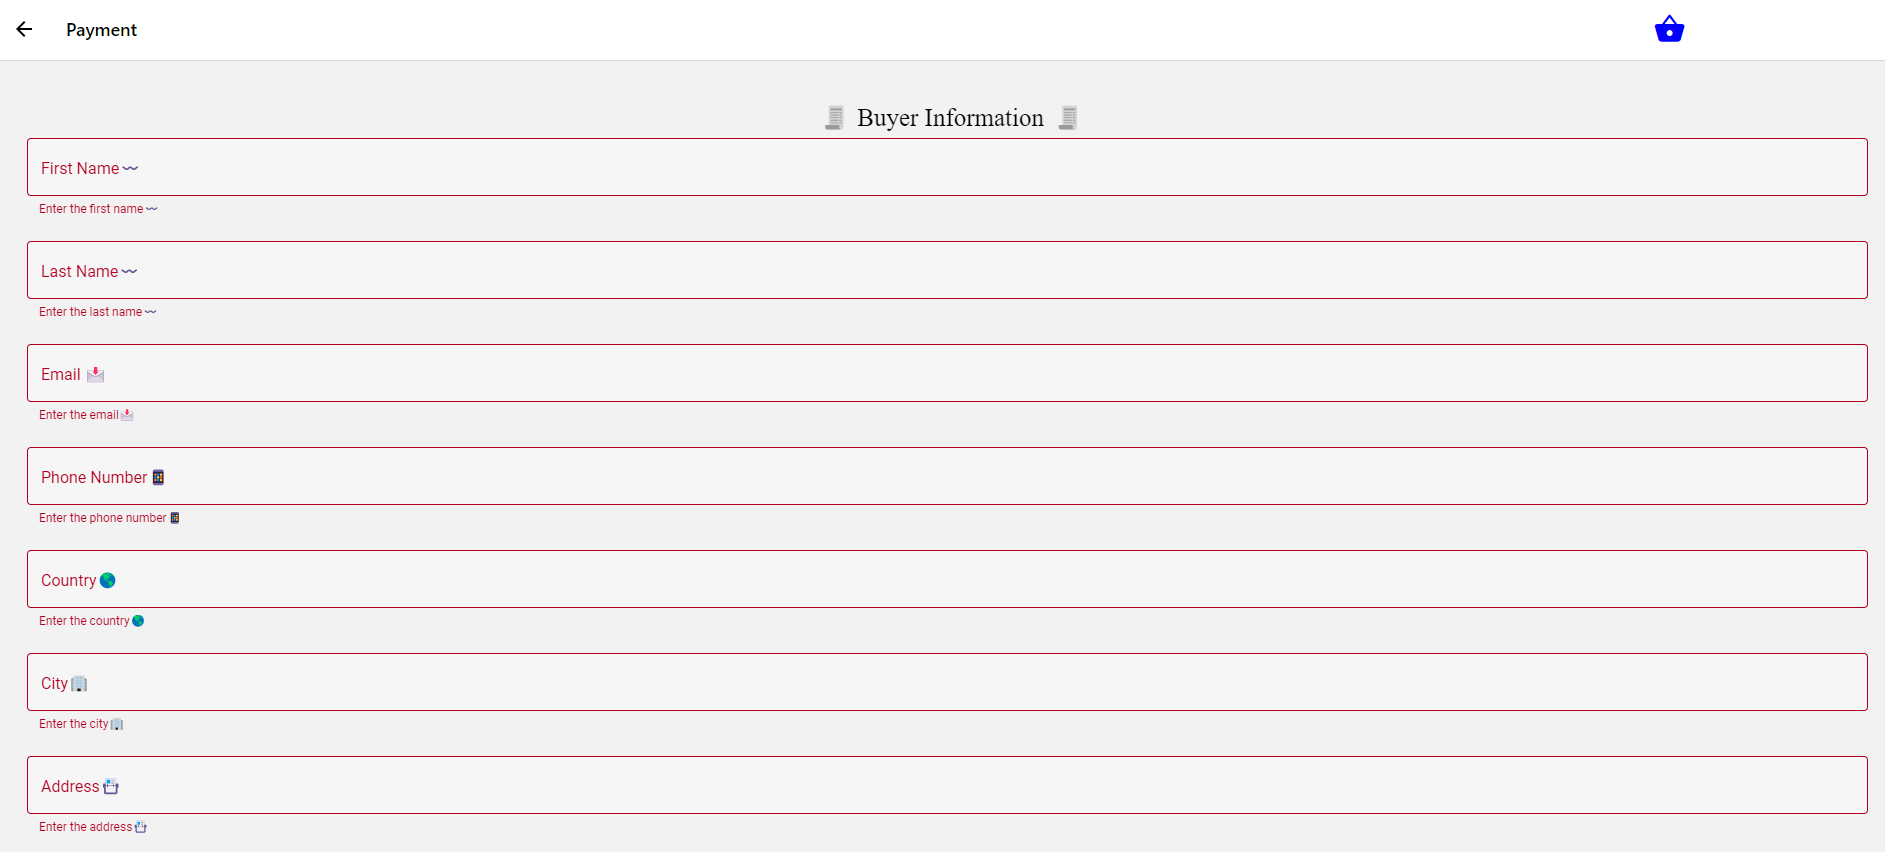 Payment
Buyer Information
First Name
Enter the first name
Last Name
Enter the last name
Email
Enter the email
Phone Number
Enter the phone number
Country
Enter the country
City
Enter the city
Address
Enter the address